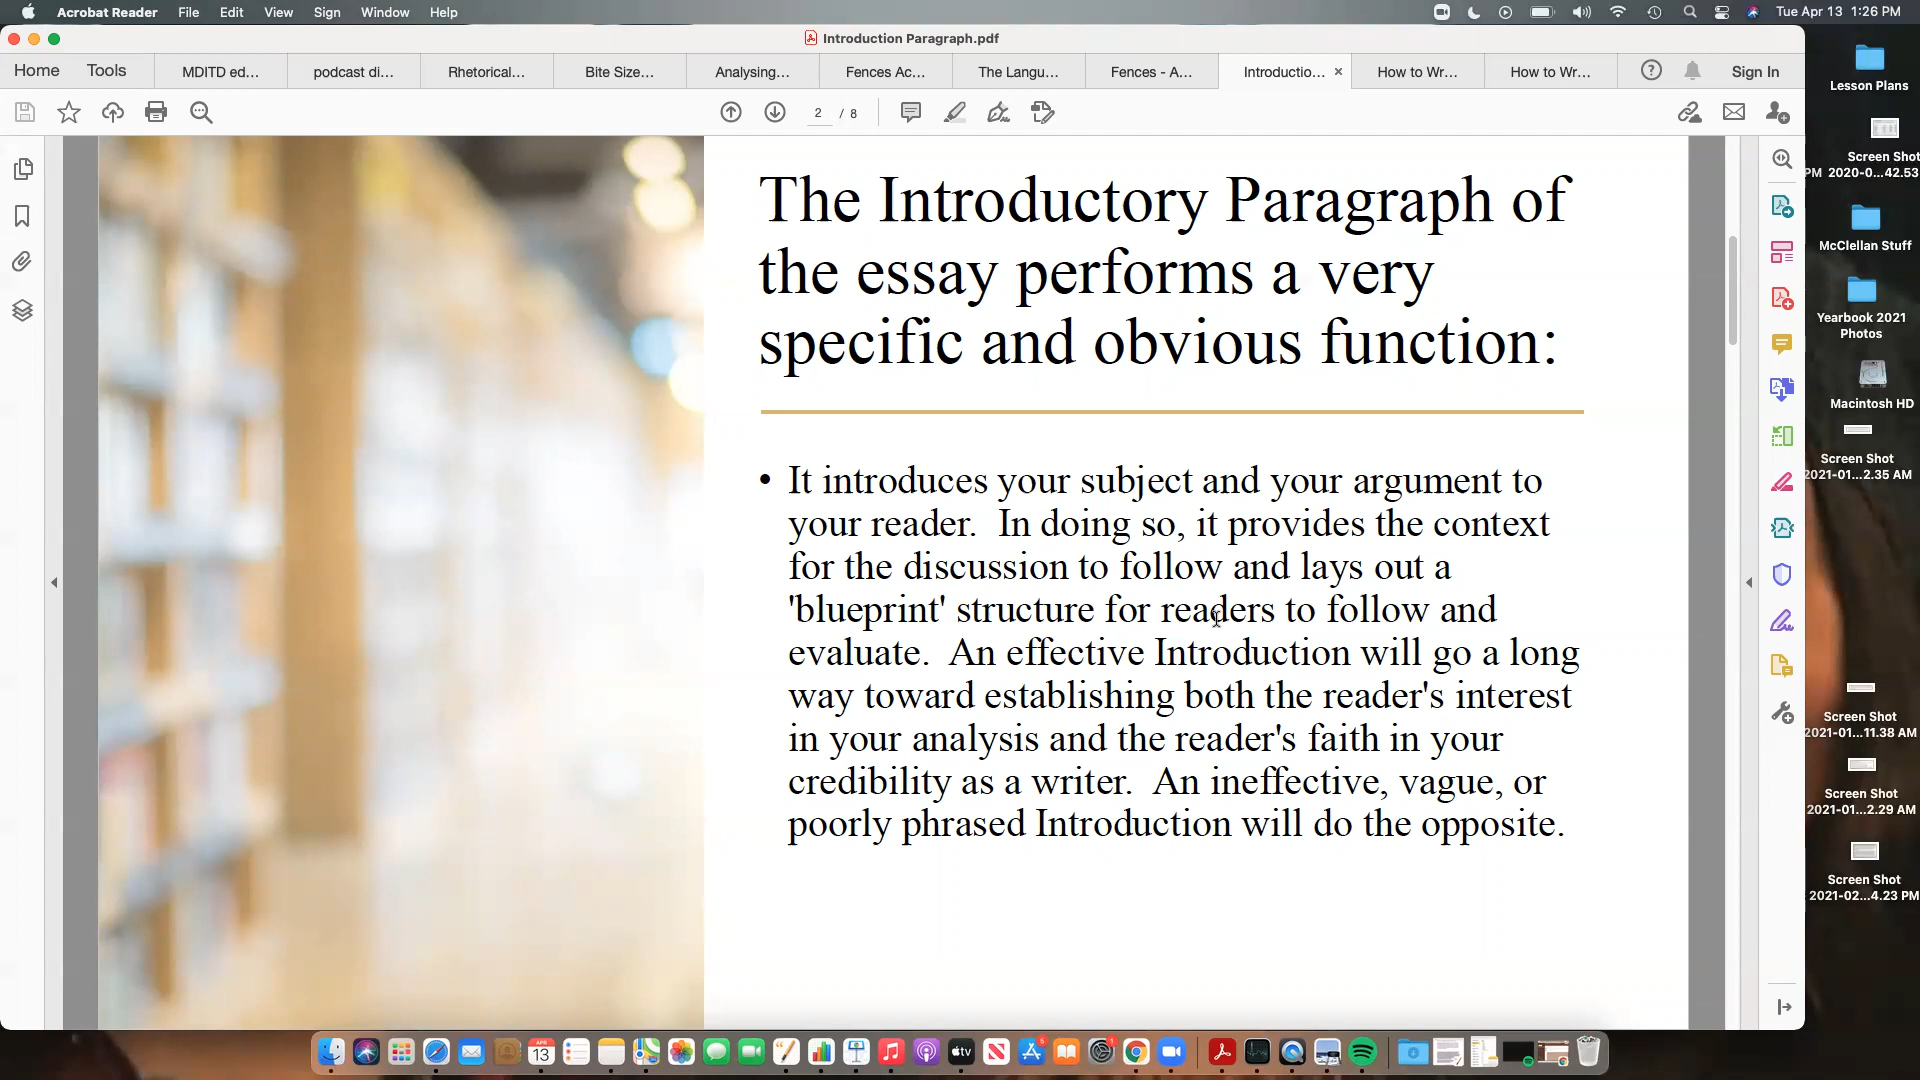 Acrobat Reader File Edit View Sign Window Help Tue Apr 13 1:26 PM
Introduction Paragraph.pdf
Home Tools MDITD ed... podcast di... Rhetorical... Bite Size... Analysing... Fences Ac... The Langu... Fences - A... Introductio... × How to Wr... How to Wr... Sign In
2 / 8
The Introductory Paragraph of
the essay performs a very
specific and obvious function:
• It introduces your subject and your argument to
your reader.  In doing so, it provides the context
for the discussion to follow and lays out a
'blueprint' structure for readers to follow and
evaluate.  An effective Introduction will go a long
way toward establishing both the reader's interest
in your analysis and the reader's faith in your
credibility as a writer.  An ineffective, vague, or
poorly phrased Introduction will do the opposite.
Lesson Plans
Screen Shot
PM 2020-0...42.53
McClellan Stuff
Yearbook 2021
Photos
Macintosh HD
Screen Shot
2021-01...2.35 AM
Screen Shot
2021-01...11.38 AM
Screen Shot
2021-01...2.29 AM
Screen Shot
2021-02...4.23 PM
APR
13
tv